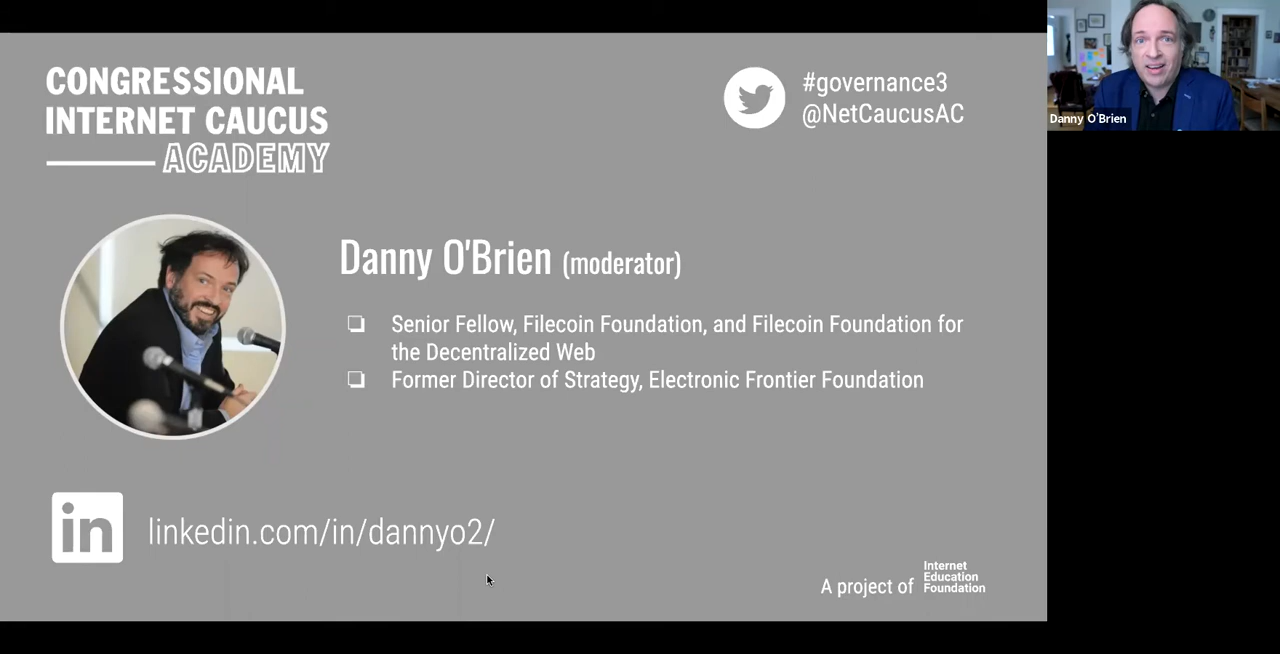 CONGRESSIONAL
INTERNET CAUCUS
ACADEMY
#governance3
@NetCaucusAC
Danny O'Brien
Danny O'Brien (moderator)
❏ Senior Fellow, Filecoin Foundation, and Filecoin Foundation for
the Decentralized Web
❏ Former Director of Strategy, Electronic Frontier Foundation
in
linkedin.com/in/dannyo2/
A project of
Internet
Education
Foundation